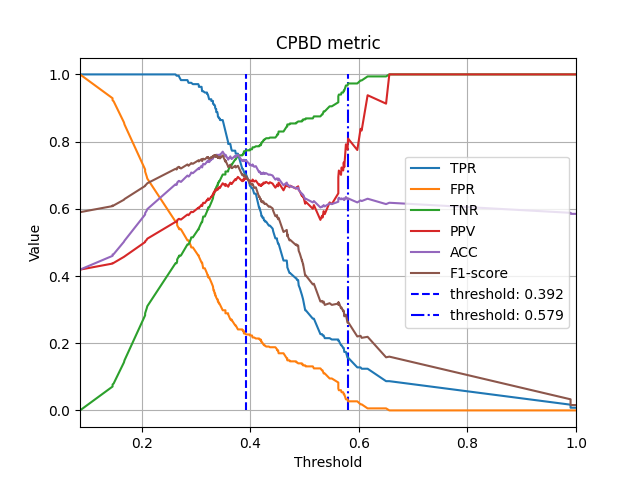 CPBD metric
1.0
0.8
0.6
0.4
0.2
0.0
Value
TPR
FPR
TNR
PPV
ACC
F1-score
threshold: 0.392
threshold: 0.579
0.2 0.4 0.6 0.8 1.0
Threshold